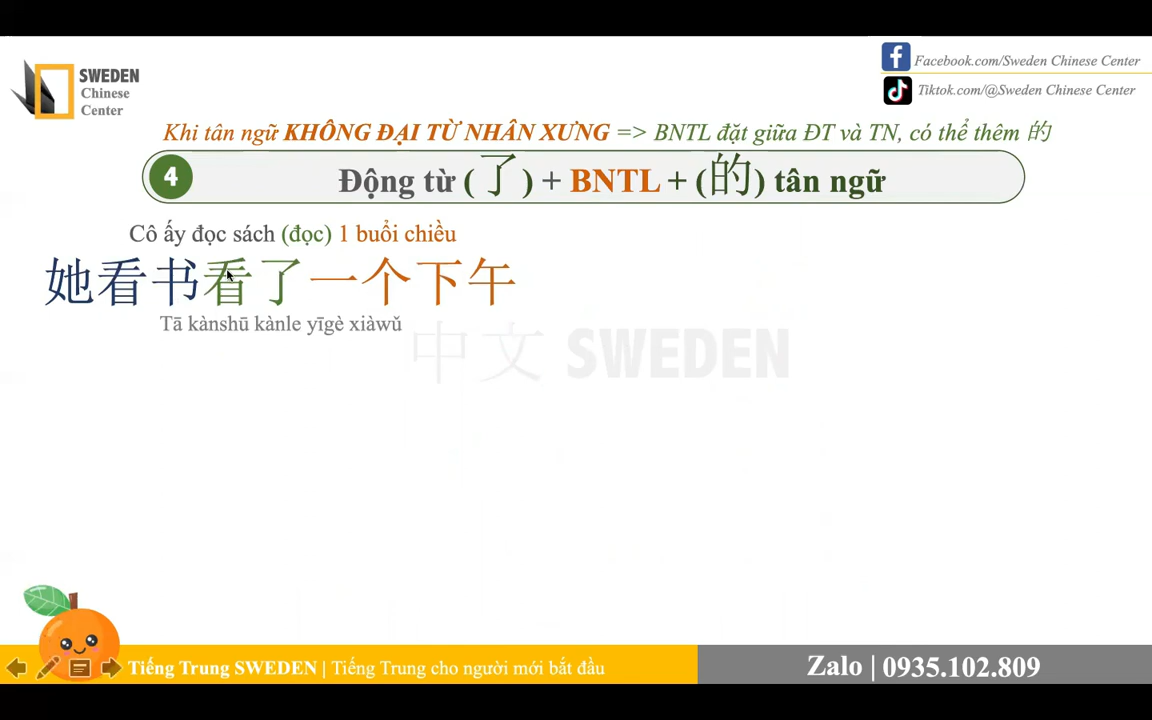 SWEDEN
Chinese
Center
Facebook.com/Sweden Chinese Center
Tiktok.com/@Sweden Chinese Center
Khi tân ngữ KHÔNG ĐẠI TỪ NHÂN XƯNG => BNTL đặt giữa ĐT và TN, có thể thêm 的
4
Động từ (了) + BNTL + (的) tân ngữ
Cô ấy đọc sách (đọc) 1 buổi chiều
她看书看了一个下午
Tā kànshū kànle yīgè xiàwǔ
中文 SWEDEN
Tiếng Trung SWEDEN | Tiếng Trung cho người mới bắt đầu
Zalo | 0935.102.809